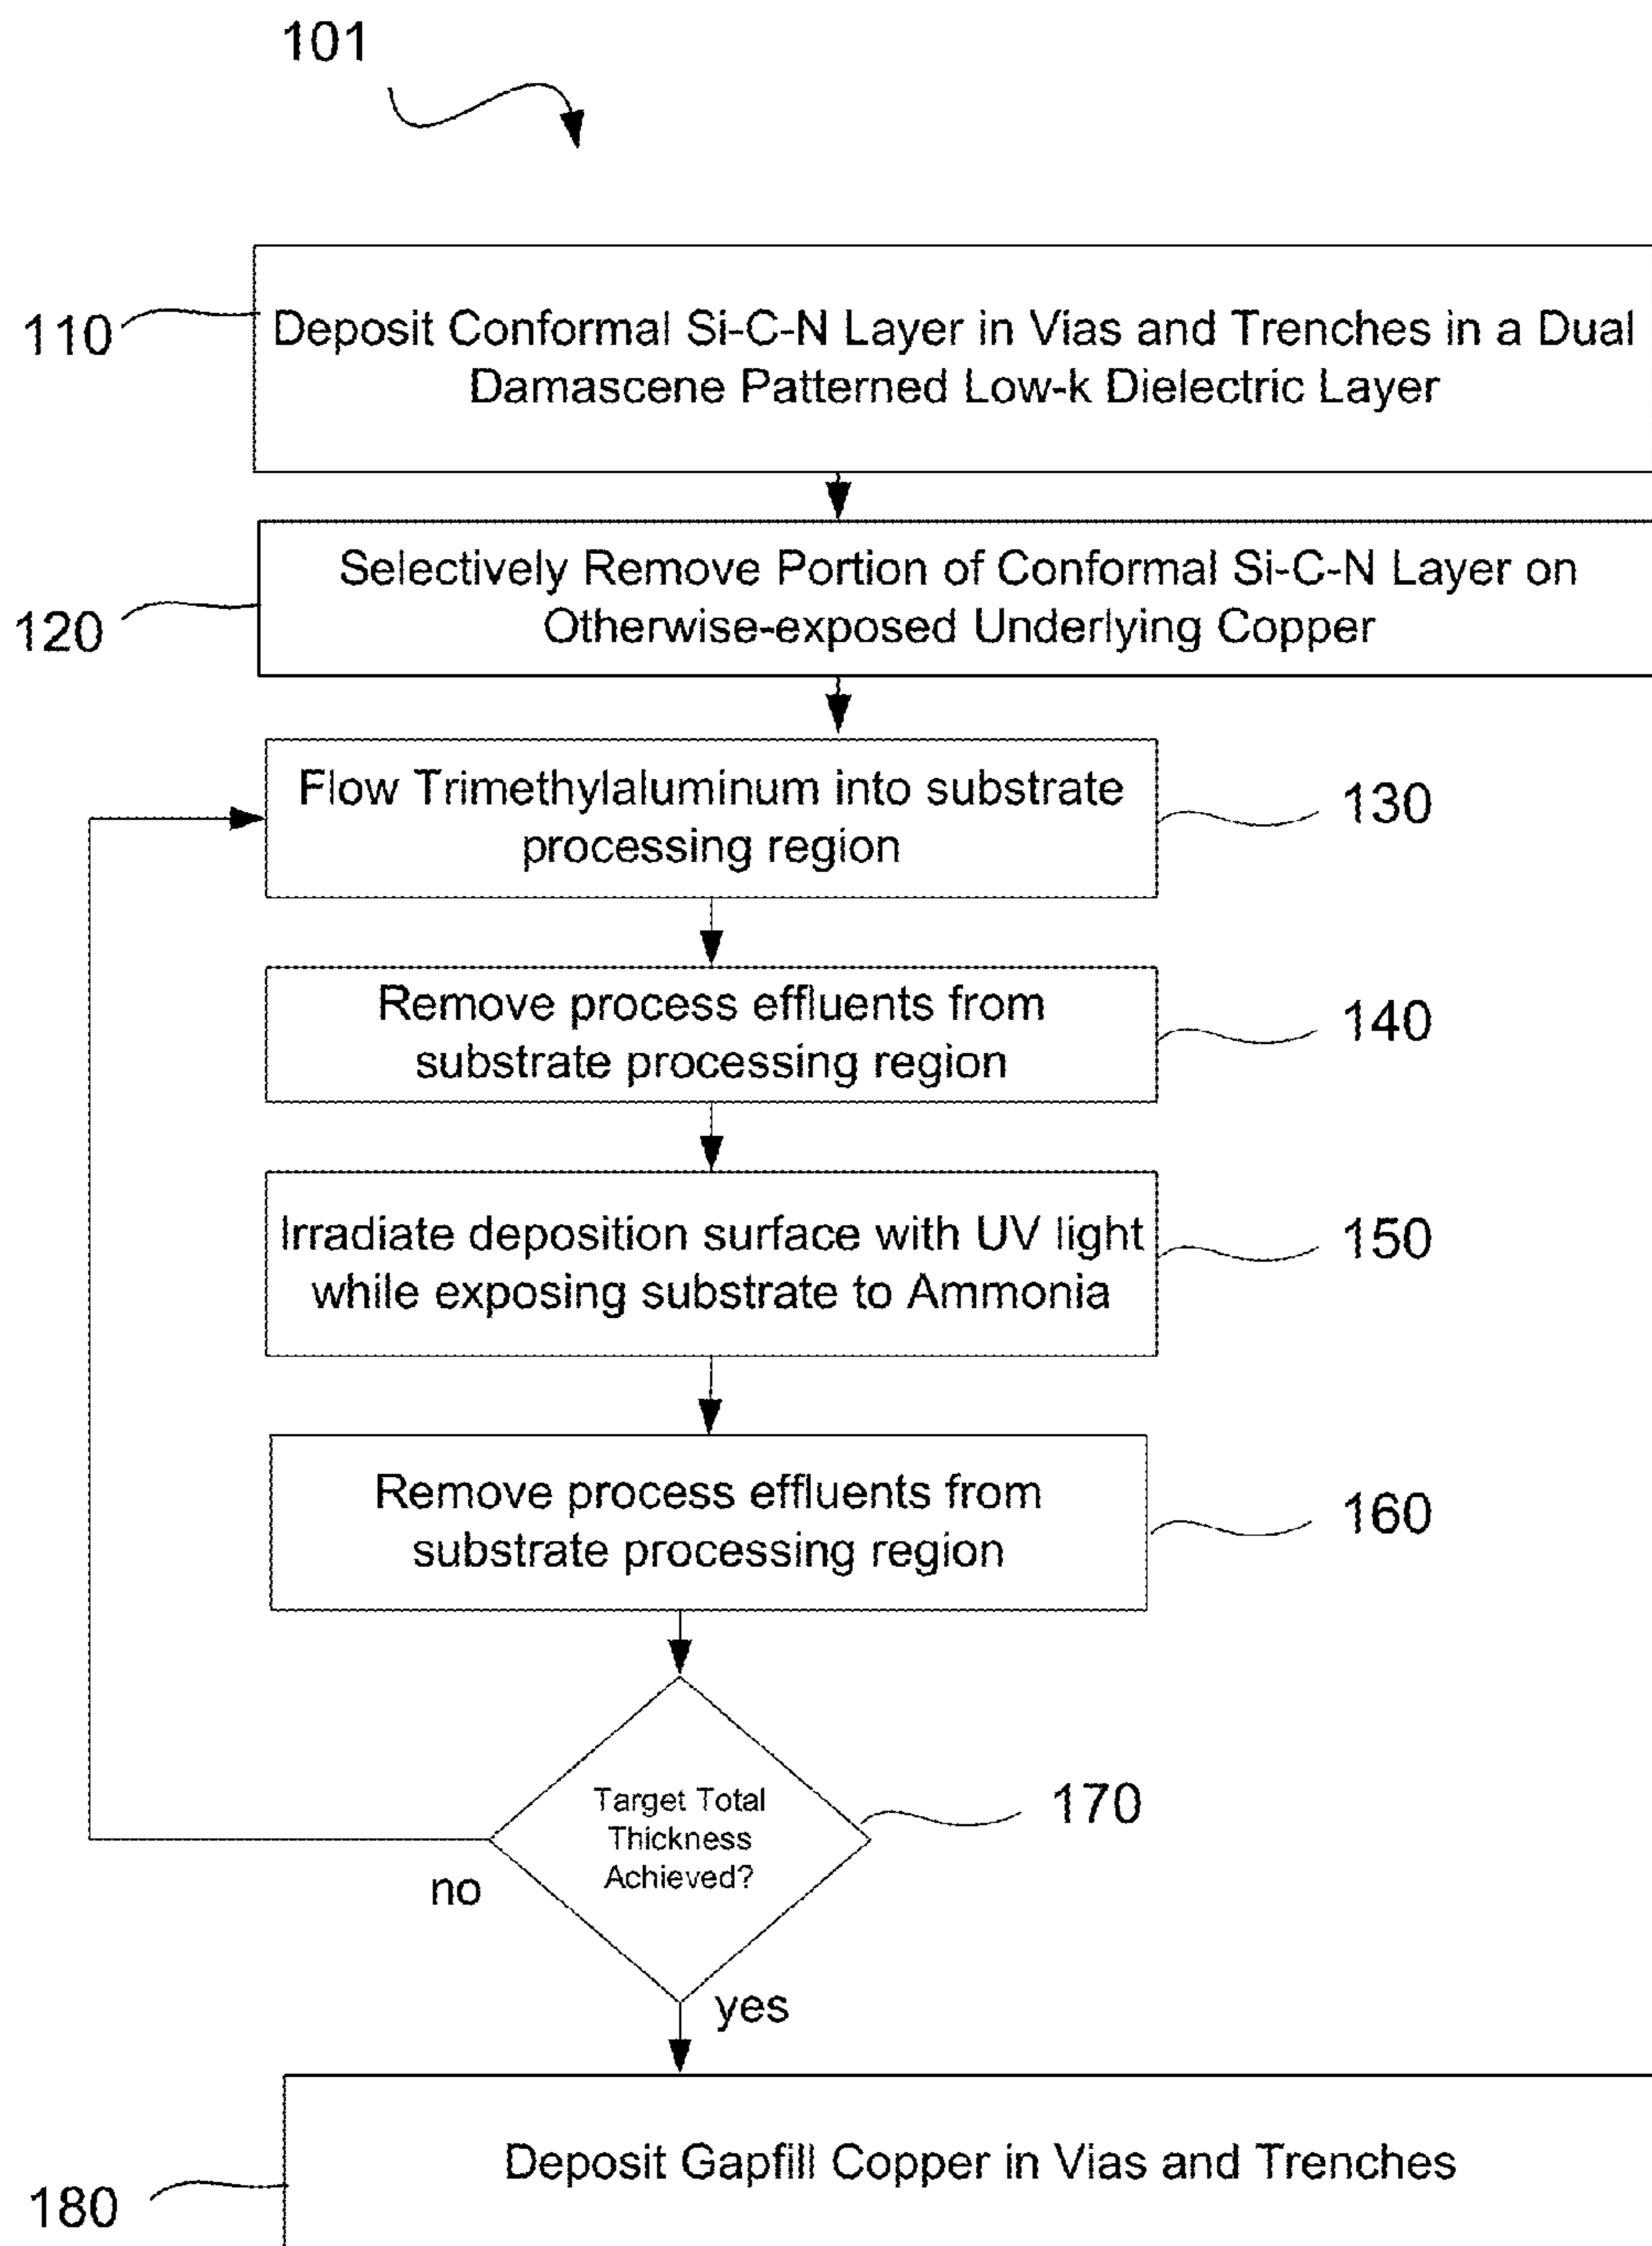 101
110
Deposit Conformal Si-C-N Layer in Vias and Trenches in a Dual
Damascene Patterned Low-k Dielectric Layer
120
Selectively Remove Portion of Conformal Si-C-N Layer on
Otherwise-exposed Underlying Copper
Flow Trimethylaluminum into substrate
processing region
130
Remove process effluents from
substrate processing region
140
Irradiate deposition surface with UV light
while exposing substrate to Ammonia
150
Remove process effluents from
substrate processing region
160
Target Total
Thickness
Achieved?
170
no
yes
Deposit Gapfill Copper in Vias and Trenches
180